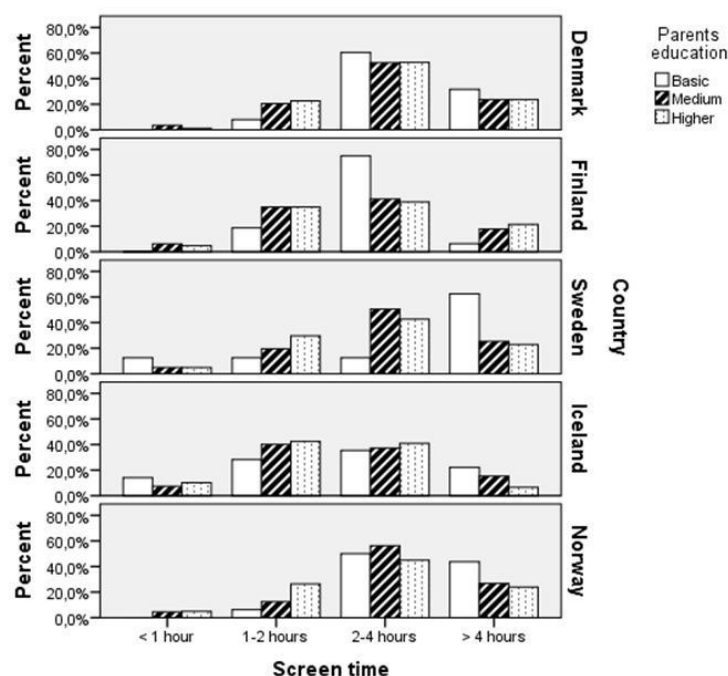 Parents
education
Basic
Medium
Higher
Percent
80,0%
60,0%
40,0%
20,0%
0,0%
Denmark
Percent
80,0%
60,0%
40,0%
20,0%
0,0%
Finland
Percent
80,0%
60,0%
40,0%
20,0%
0,0%
Sweden
Country
Percent
80,0%
60,0%
40,0%
20,0%
0,0%
Iceland
Percent
80,0%
60,0%
40,0%
20,0%
0,0%
Norway
< 1 hour
1-2 hours
2-4 hours
> 4 hours
Screen time